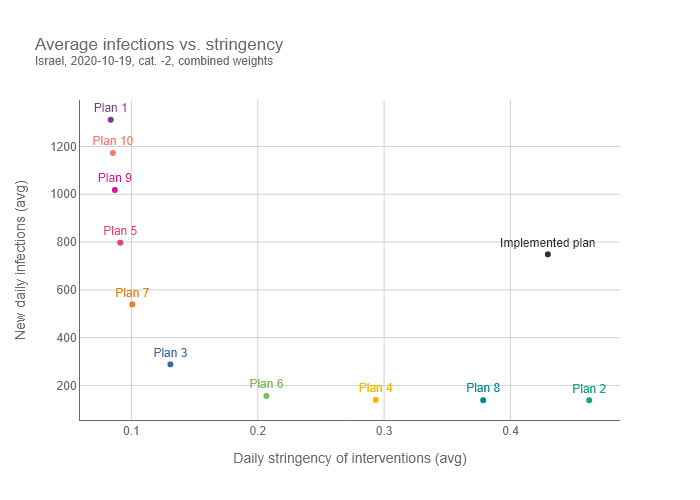 Average infections vs. stringency
Israel, 2020-10-19, cat. -2, combined weights
Plan 1
Plan 10
Plan 9
Plan 5
Implemented plan
Plan 7
Plan 3
Plan 6
Plan 4
Plan 8
Plan 2
1200
1000
800
600
400
200
New daily infections (avg)
0.1
0.2
0.3
0.4
Daily stringency of interventions (avg)